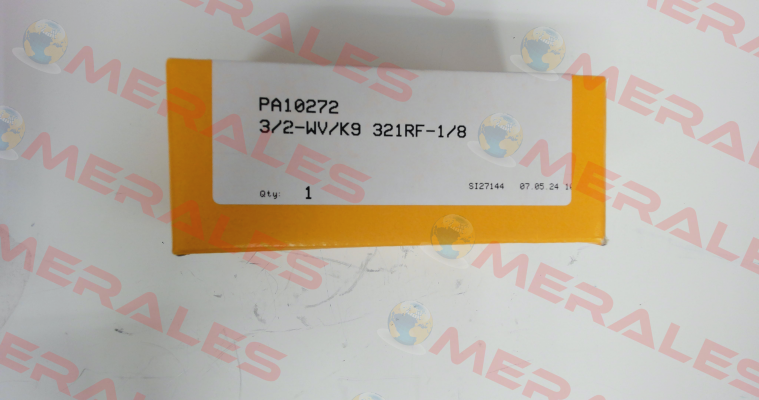 PA10272
3/2-WV/K9 321RF-1/8
Qty: 1
SI27144 07.05.24
MERALES
MERALES
MERALES
MERALES
MERALES
MERALES